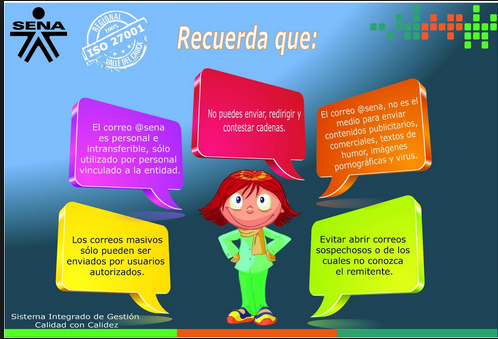 SENA
REGIONAL
100%
ISO 27001
VALLE DEL CAUCA
Recuerda que:
El correo @sena
es personal e
intransferible, sólo
utilizado por personal
vinculado a la entidad.
No puedes enviar, redirigir y
contestar cadenas.
El correo @sena, no es el
medio para enviar
contenidos publicitarios,
comerciales, textos de
humor, imágenes
pornográficas y virus.
Los correos masivos
sólo pueden ser
enviados por usuarios
autorizados.
Evitar abrir correos
sospechosos o de los
cuales no conozca
el remitente.
Sistema Integrado de Gestión
Calidad con Calidez